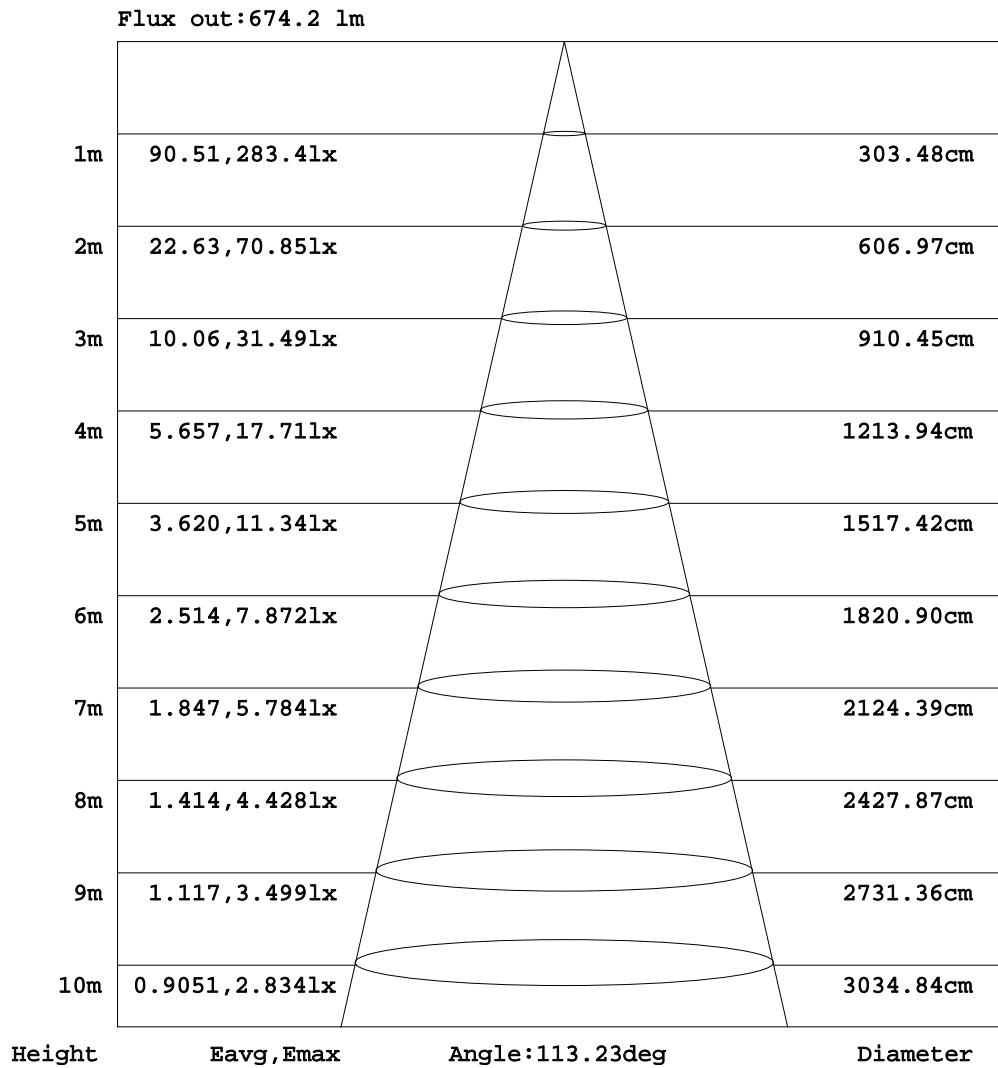 Flux out:674.2 lm
1m 90.51,283.4lx 303.48cm
2m 22.63,70.85lx 606.97cm
3m 10.06,31.49lx 910.45cm
4m 5.657,17.71lx 1213.94cm
5m 3.620,11.34lx 1517.42cm
6m 2.514,7.872lx 1820.90cm
7m 1.847,5.784lx 2124.39cm
8m 1.414,4.428lx 2427.87cm
9m 1.117,3.499lx 2731.36cm
10m 0.9051,2.834lx 3034.84cm
Height Eavg,Emax Angle:113.23deg Diameter